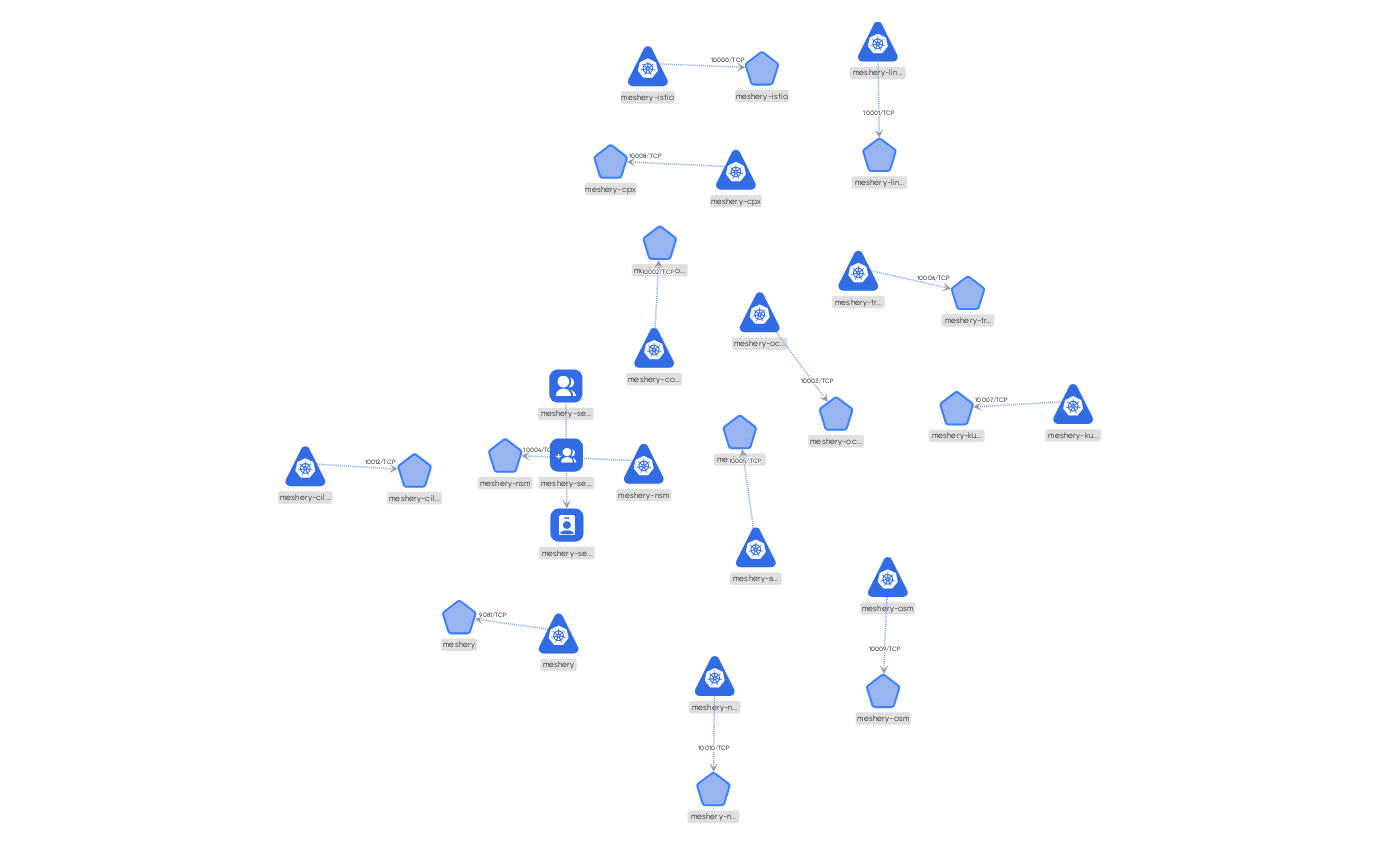 10000/TCP
meshery-istio
meshery-istio
meshery-lin...
10001/TCP
meshery-lin...
10008/TCP
meshery-cpx
meshery-cpx
10002/TCP
meshery-co...
10006/TCP
meshery-tr...
meshery-tr...
meshery-oc...
10003/TCP
meshery-oc...
10007/TCP
meshery-ku...
meshery-ku...
meshery-se...
10004/TC
meshery-nsm
meshery-se...
meshery-nsm
meshery-se...
10012/TCP
meshery-cil...
meshery-cil...
10005/TCP
meshery-a...
9081/TCP
meshery
meshery
meshery-osm
10009/TCP
meshery-osm
meshery-n...
10010/TCP
meshery-n...